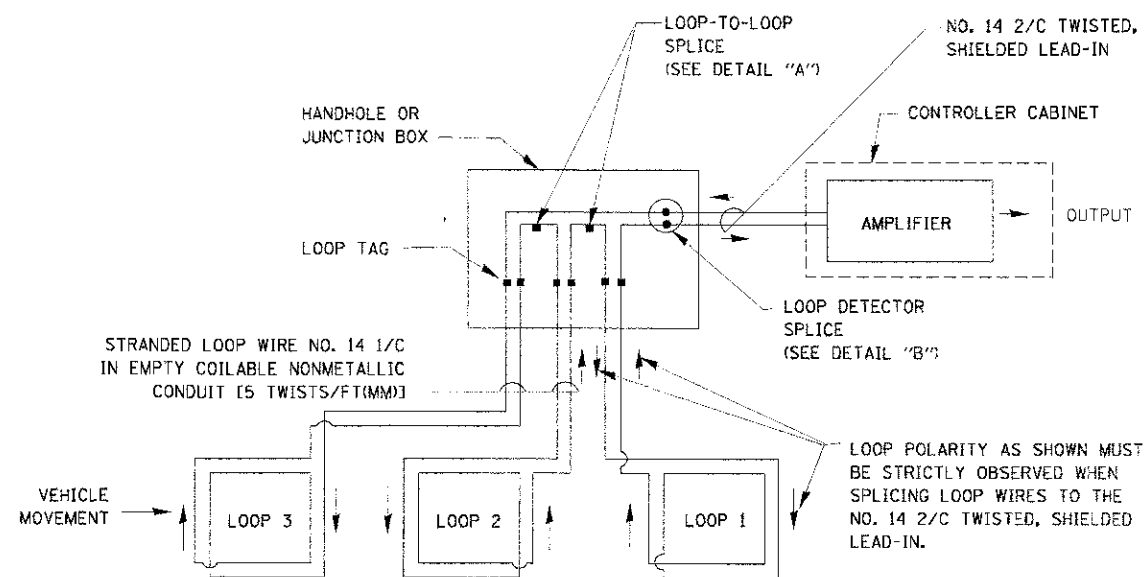 LOOP-TO-LOOP
SPLICE
(SEE DETAIL "A")
NO. 14 2/C TWISTED,
SHIELDED LEAD-IN
HANDHOLE OR
JUNCTION BOX
CONTROLLER CABINET
AMPLIFIER
OUTPUT
LOOP TAG
LOOP DETECTOR
SPLICE
(SEE DETAIL "B")
STRANDED LOOP WIRE NO. 14 1/C
IN EMPTY COILABLE NONMETALLIC
CONDUIT [5 TWISTS/FT(MM)]
LOOP POLARITY AS SHOWN MUST
BE STRICTLY OBSERVED WHEN
SPLICING LOOP WIRES TO THE
NO. 14 2/C TWISTED, SHIELDED
LEAD-IN.
VEHICLE
MOVEMENT
LOOP 3
LOOP 2
LOOP 1